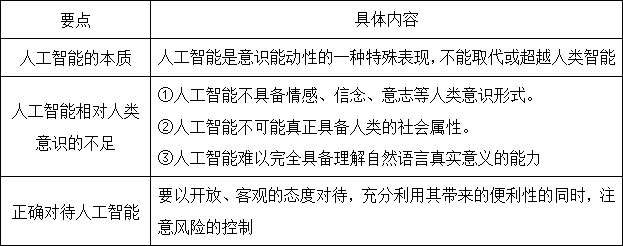 要点 具体内容
人工智能的本质 人工智能是意识能动性的一种特殊表现，不能取代或超越人类智能
人工智能相对人类
意识的不足
①人工智能不具备情感、信念、意志等人类意识形式。
②人工智能不可能真正具备人类的社会属性。
③人工智能难以完全具备理解自然语言真实意义的能力
正确对待人工智能
要以开放、客观的态度对待，充分利用其带来的便利性的同时，注
意风险的控制